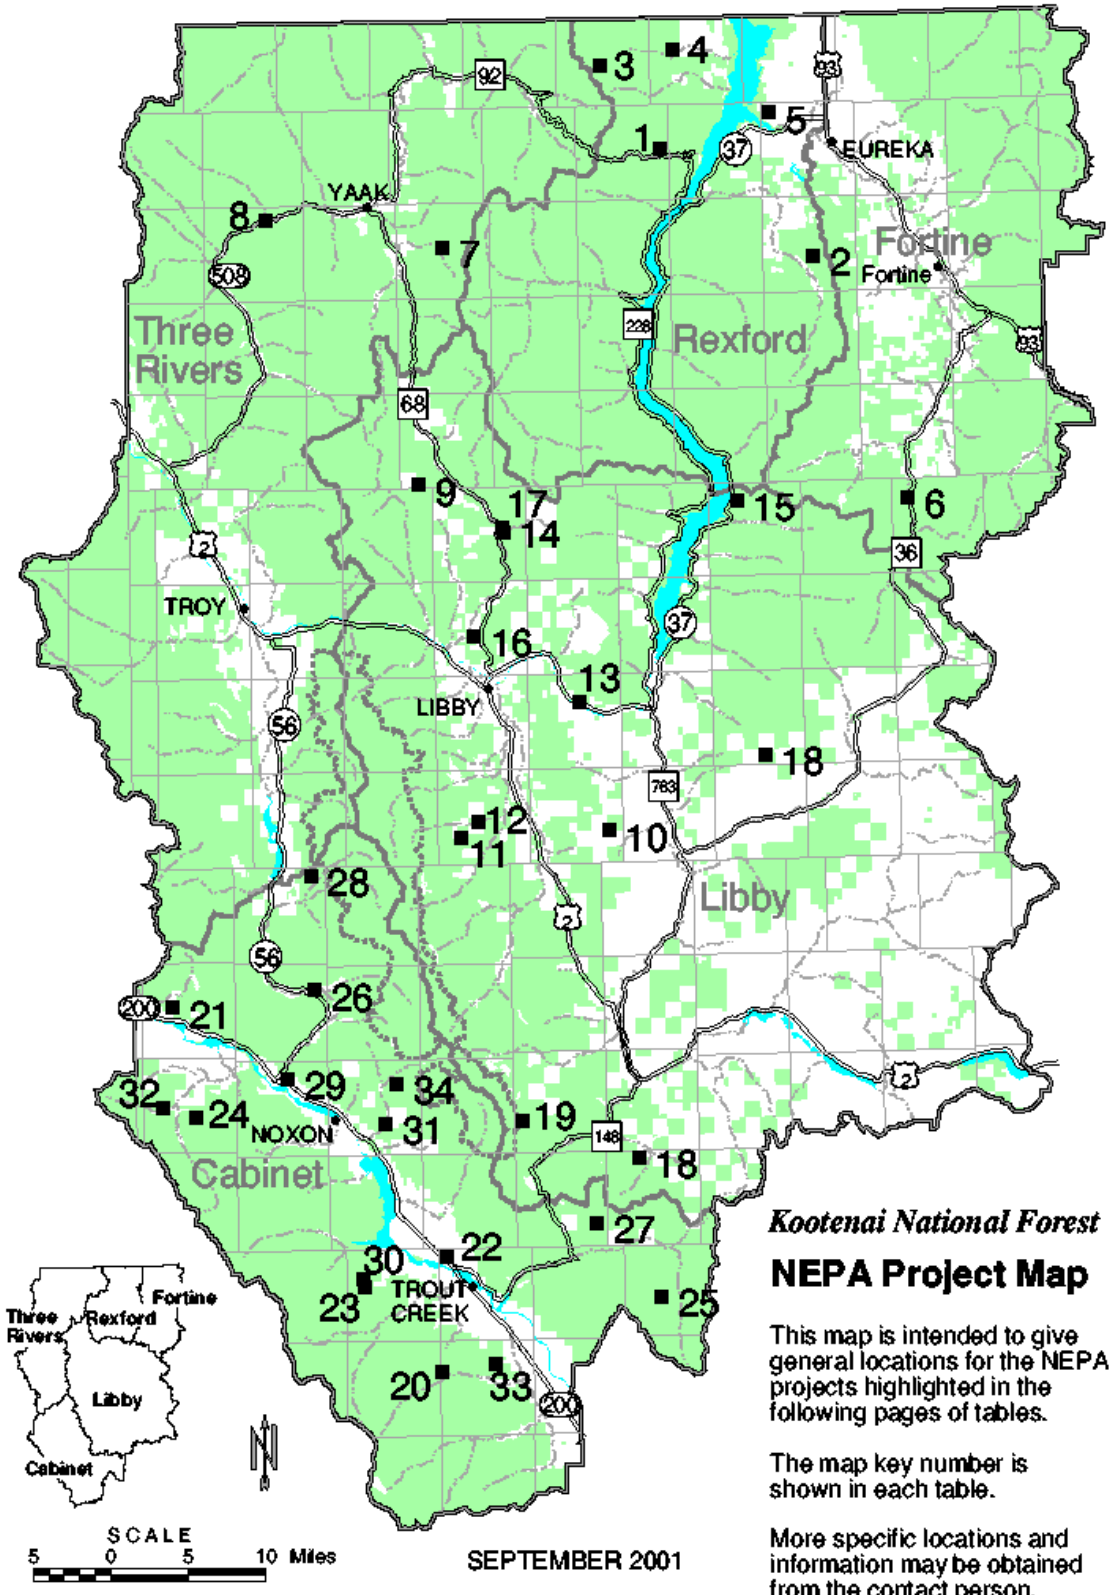 92
3
4
93
5
1
37
EUREKA
YAAK
8
7
Fortine
2
Fortine
508
Three
Rivers
228
Rexford
93
68
9
17
14
15
6
2
36
TROY
37
16
13
LIBBY
56
18
763
12
11
10
28
Libby
2
56
26
200
21
2
29
34
32
24
NOXON
31
19
148
18
Cabinet
27
22
30
23
TROUT
CREEK
25
20
33
200
Kootenai National Forest
NEPA Project Map
This map is intended to give
general locations for the NEPA
projects highlighted in the
following pages of tables.
The map key number is
shown in each table.
More specific locations and
information may be obtained
from the contact person
Three
Rivers
Rexford
Fortine
Libby
Cabinet
N
SCALE
5 0 5 10 Miles
SEPTEMBER 2001